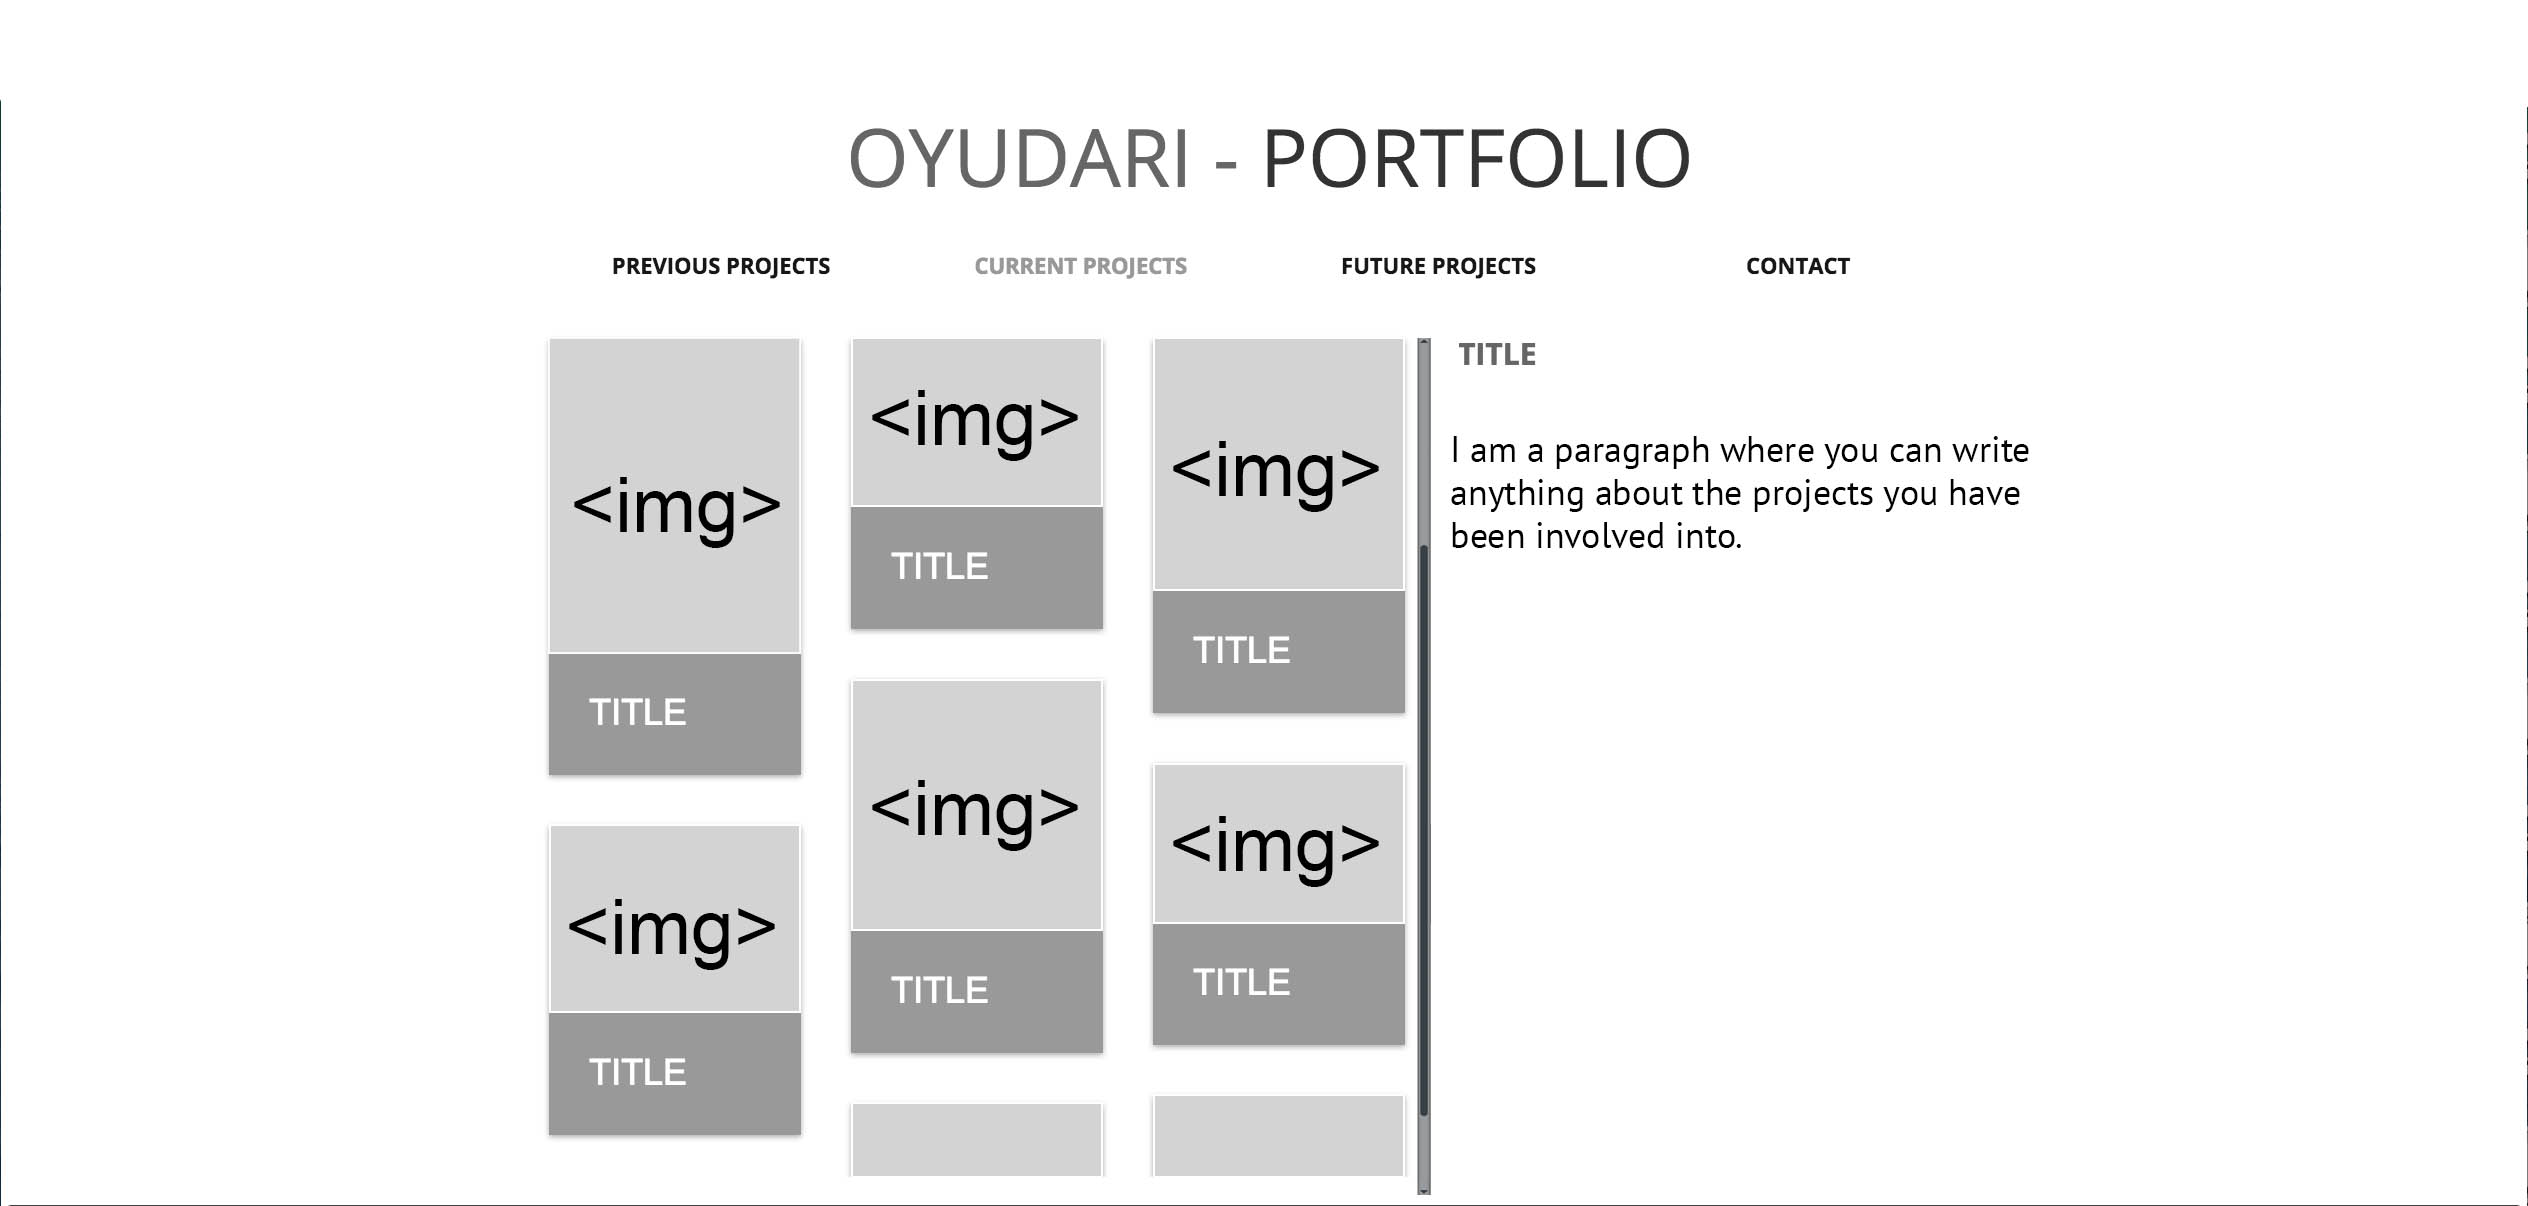 OYUDARI - PORTFOLIO
PREVIOUS PROJECTS
CURRENT PROJECTS
FUTURE PROJECTS
CONTACT
<img>
TITLE
<img>
TITLE
<img>
TITLE
<img>
TITLE
<img>
TITLE
<img>
TITLE
TITLE
I am a paragraph where you can write
anything about the projects you have
been involved into.